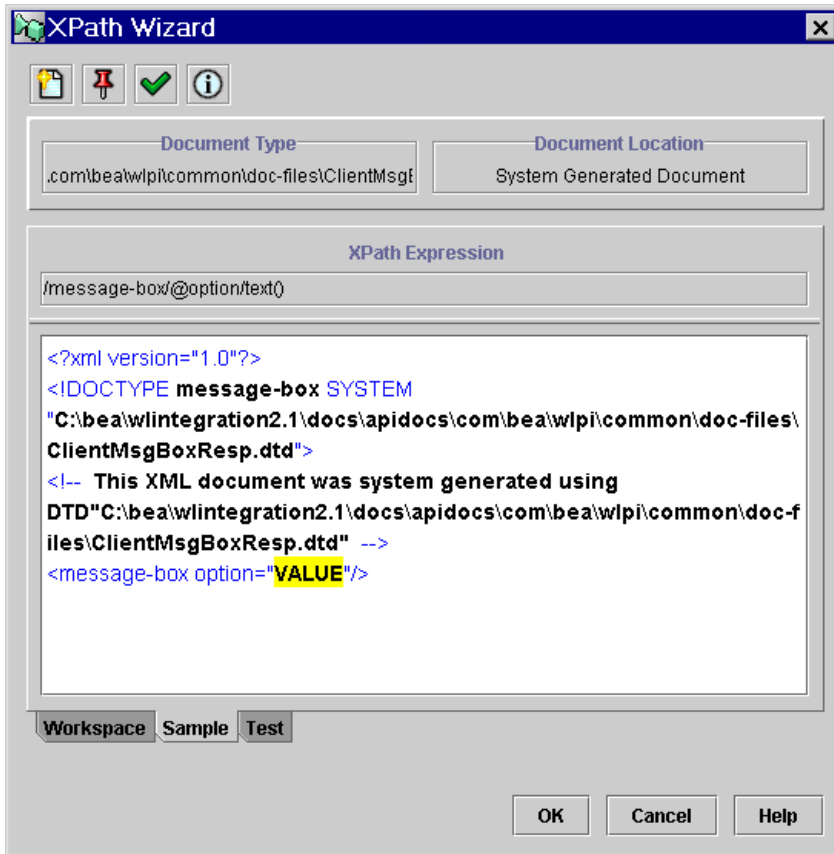 XPath Wizard
Document Type
Document Location
.com\bea\wlpi\common\doc-files\ClientMsgB
System Generated Document
XPath Expression
/message-box/@option/text()
<?xml version="1.0"?>
<!DOCTYPE message-box SYSTEM
"C:\bea\wlintegration2.1\docs\apidocs\com\bea\wlpi\common\doc-files\
ClientMsgBoxResp.dtd">
<!-- This XML document was system generated using
DTD"C:\bea\wlintegration2.1\docs\apidocs\com\bea\wlpi\common\doc-f
iles\ClientMsgBoxResp.dtd" -->
<message-box option="VALUE"/>
Workspace Sample Test
OK Cancel Help